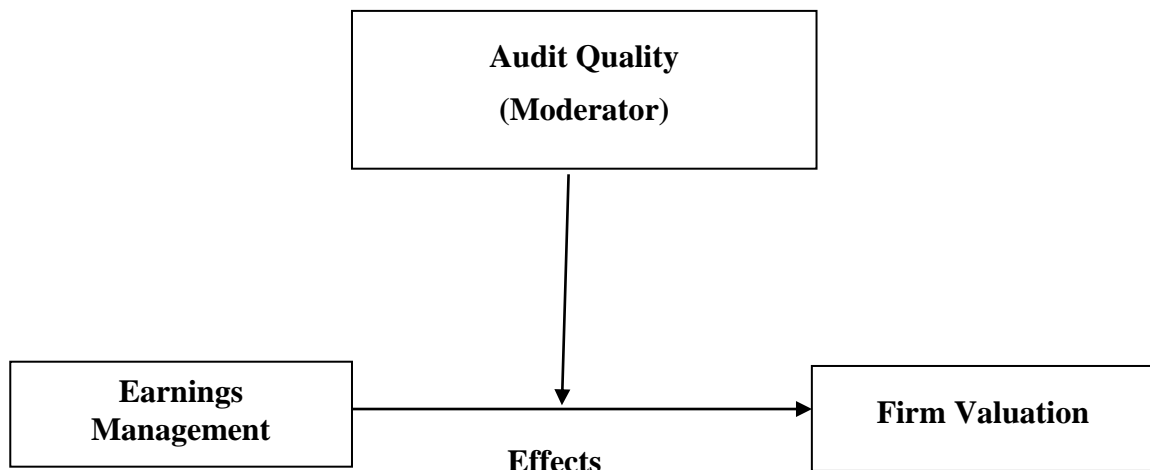 Audit Quality
(Moderator)
Earnings
Management
Firm Valuation
Effects